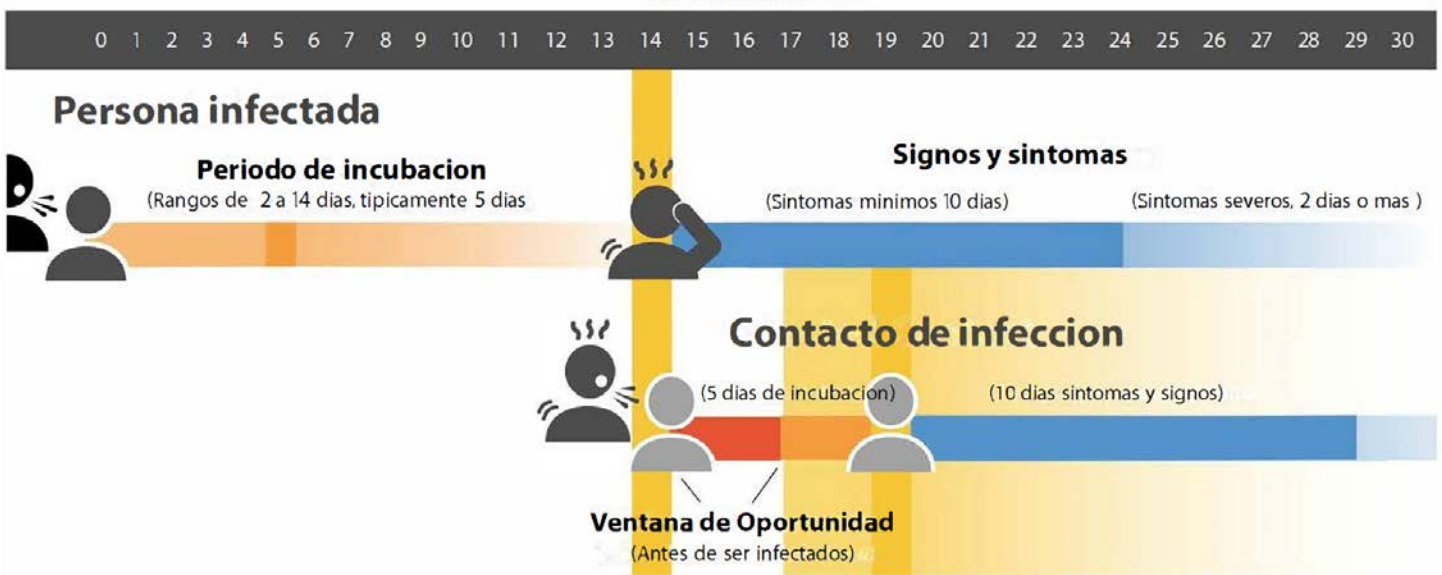 0 1 2 3 4 5 6 7 8 9 10 11 12 13 14 15 16 17 18 19 20 21 22 23 24 25 26 27 28 29 30
Persona infectada
Periodo de incubacion
(Rangos de 2 a 14 dias, tipicamente 5 dias
Signos y sintomas
(Sintomas minimos 10 dias)
(Sintomas severos, 2 dias o mas )
Contacto de infeccion
(5 dias de incubacion)
(10 dias sintomas y signos)
Ventana de Oportunidad
(Antes de ser infectados)